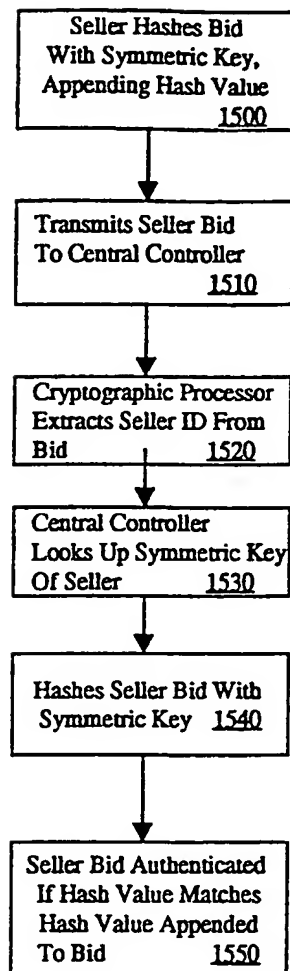 Seller Hashes Bid
With Symmetric Key,
Appending Hash Value
1500
Transmits Seller Bid
To Central Controller
1510
Cryptographic Processor
Extracts Seller ID From
Bid 1520
Central Controller
Looks Up Symmetric Key
Of Seller 1530
Hashes Seller Bid With
Symmetric Key 1540
Seller Bid Authenticated
If Hash Value Matches
Hash Value Appended
To Bid 1550